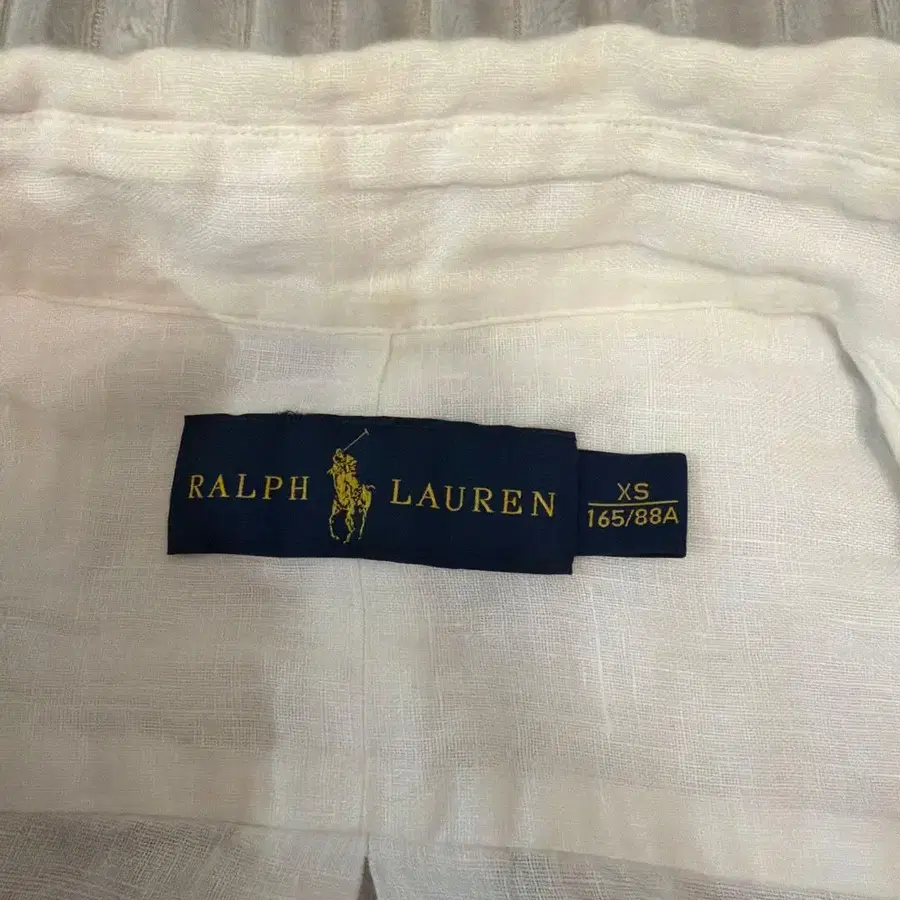 RALPH LAUREN
XS
165/88A